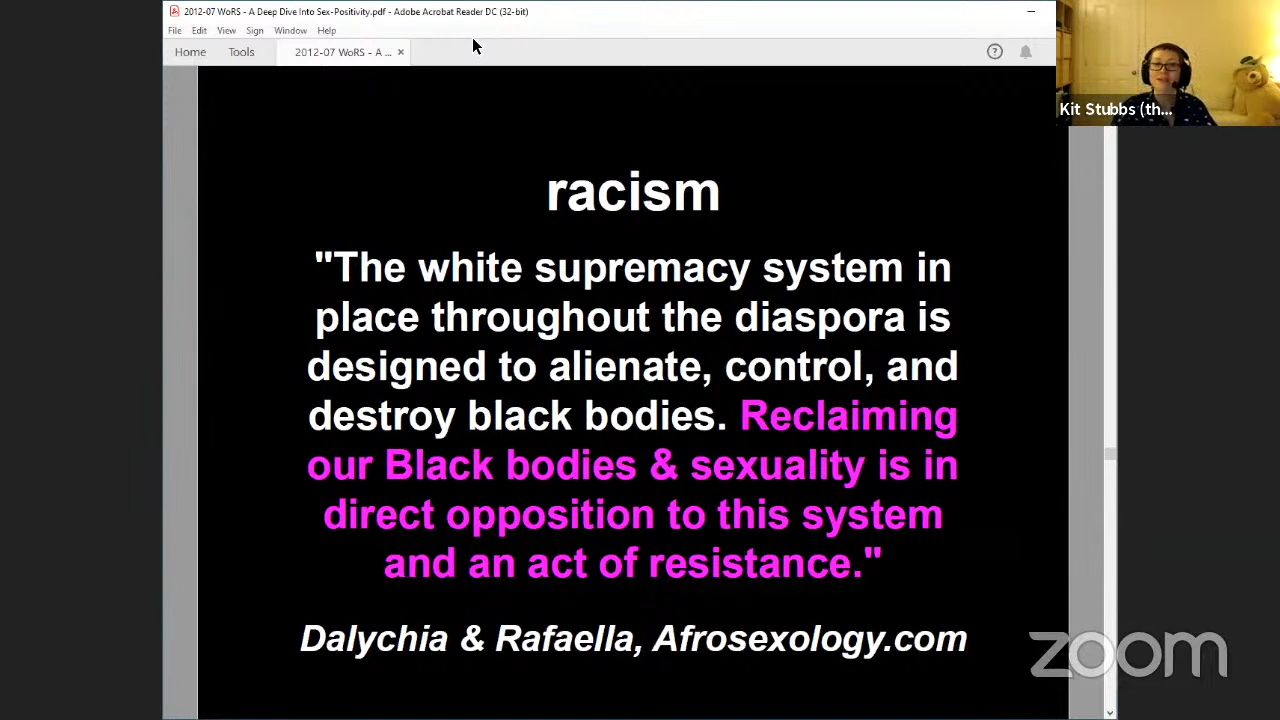 2012-07 WoRS - A Deep Dive Into Sex-Positivity.pdf - Adobe Acrobat Reader DC (32-bit)
File Edit View Sign Window Help
Home Tools 2012-07 WoRS - A ... ×
Kit Stubbs (th...
racism
"The white supremacy system in
place throughout the diaspora is
designed to alienate, control, and
destroy black bodies. Reclaiming
our Black bodies & sexuality is in
direct opposition to this system
and an act of resistance."
Dalychia & Rafaella, Afrosexology.com
zoom